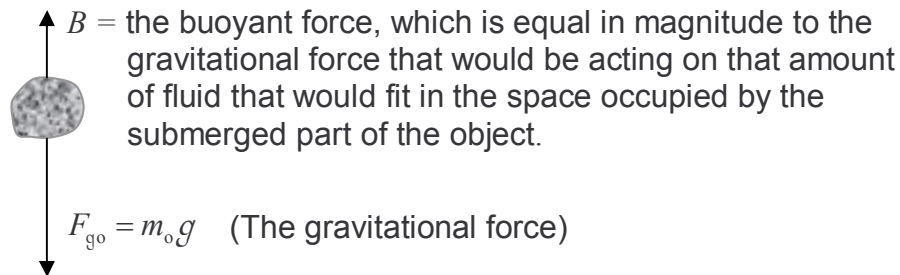 B = the buoyant force, which is equal in magnitude to the
gravitational force that would be acting on that amount
of fluid that would fit in the space occupied by the
submerged part of the object.
F_go = m_o g (The gravitational force)